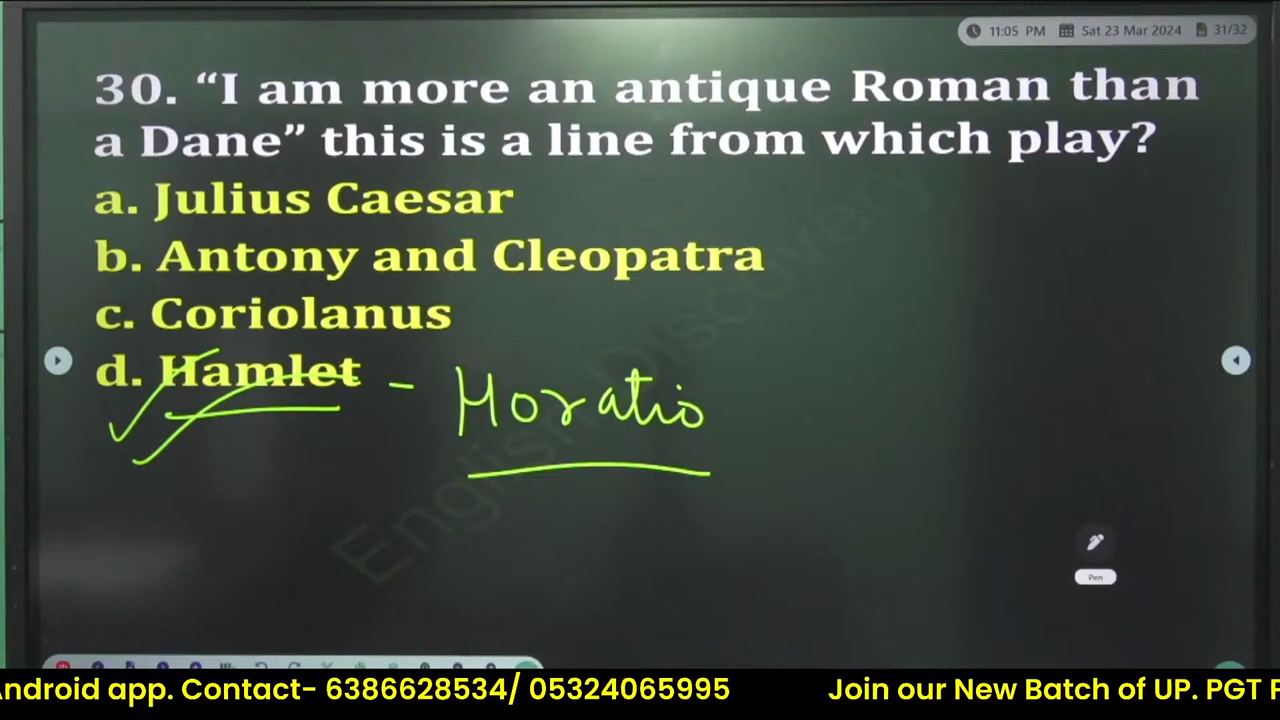 11:05 PM Sat 23 Mar 2024 31/32
30. “I am more an antique Roman than
a Dane” this is a line from which play?
a. Julius Caesar
b. Antony and Cleopatra
c. Coriolanus
d. Hamlet - Horatio
English Discovery
Pen
Android app. Contact- 6386628534/ 05324065995 Join our New Batch of UP. PGT